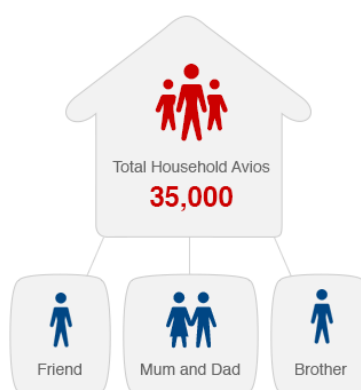 Total Household Avios
35,000
Friend
Mum and Dad
Brother